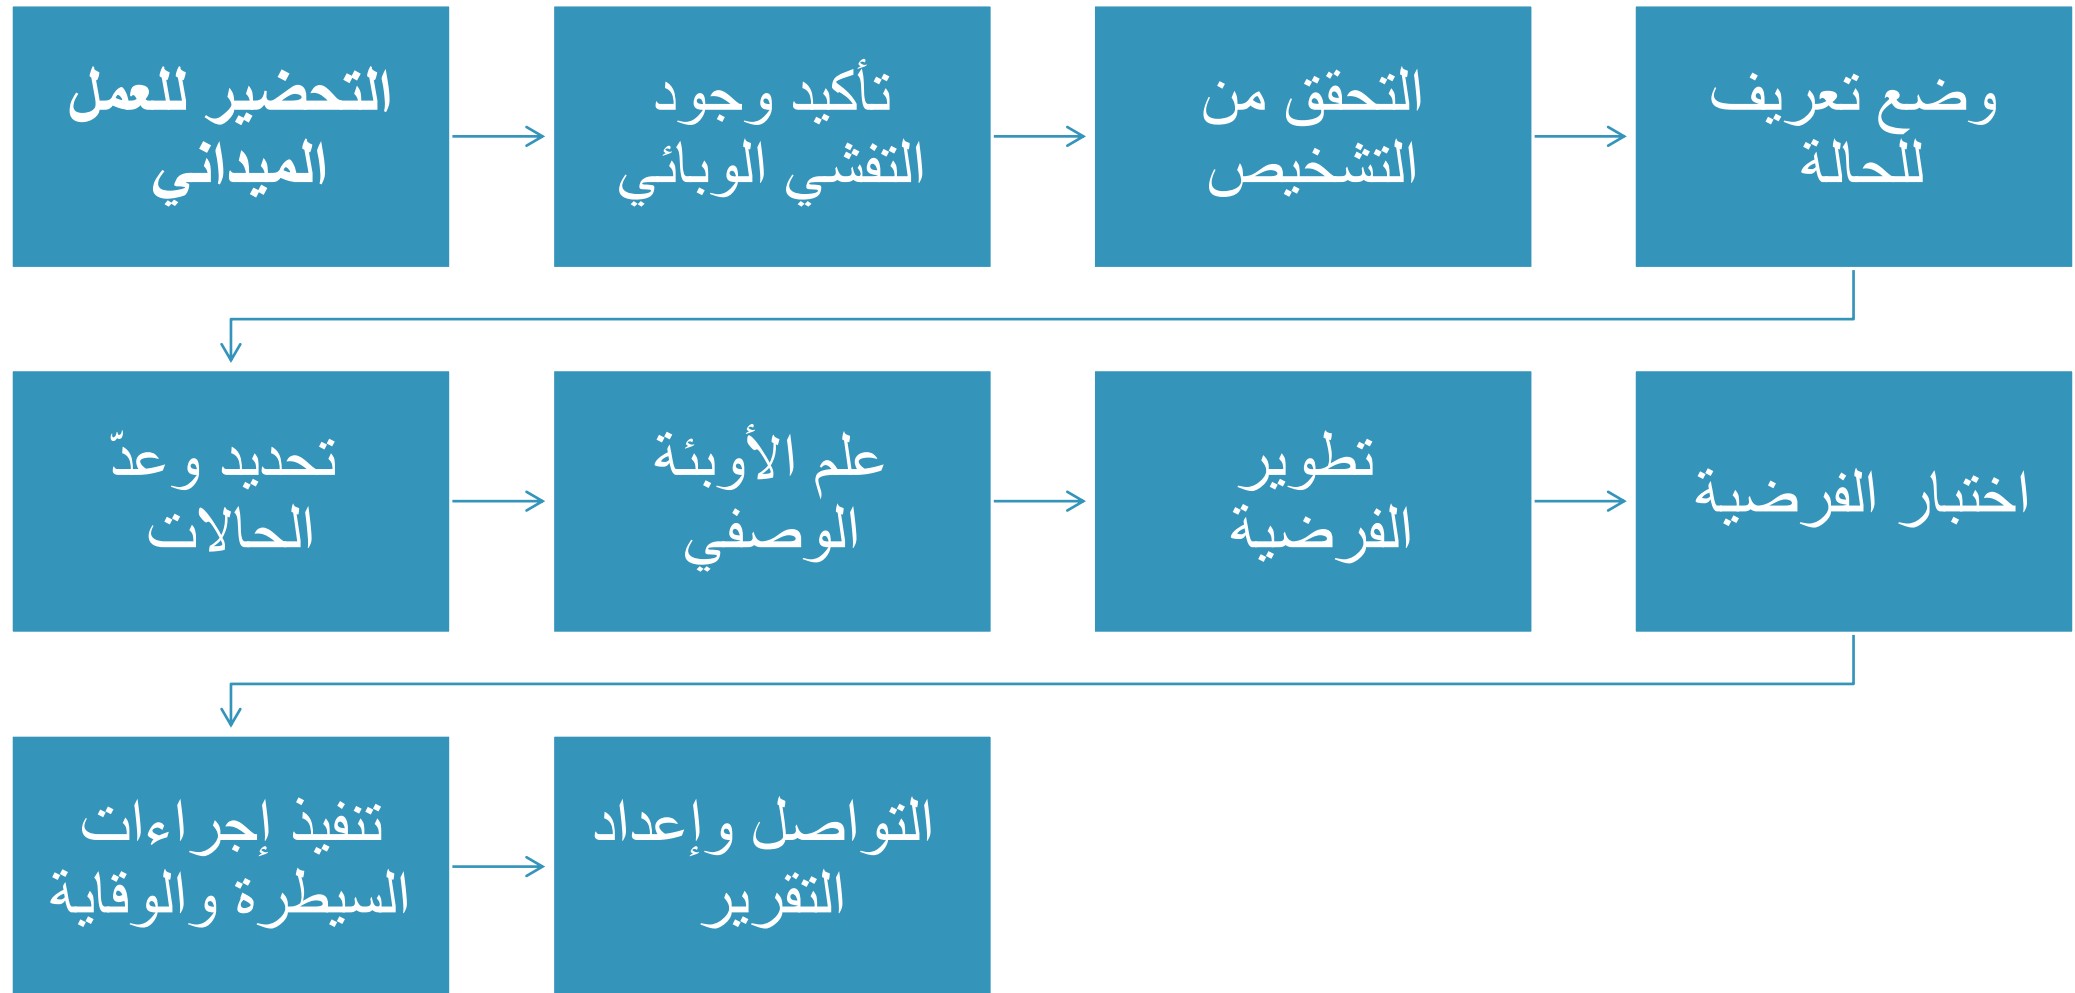 التحضير للعمل
الميداني
تأكيد وجود
التفشي الوبائي
التحقق من
التشخيص
وضع تعريف
للحالة
تحديد وعدّ
الحالات
علم الأوبئة
الوصفي
تطوير
الفرضية
اختبار الفرضية
تنفيذ إجراءات
السيطرة والوقاية
التواصل وإعداد
التقرير